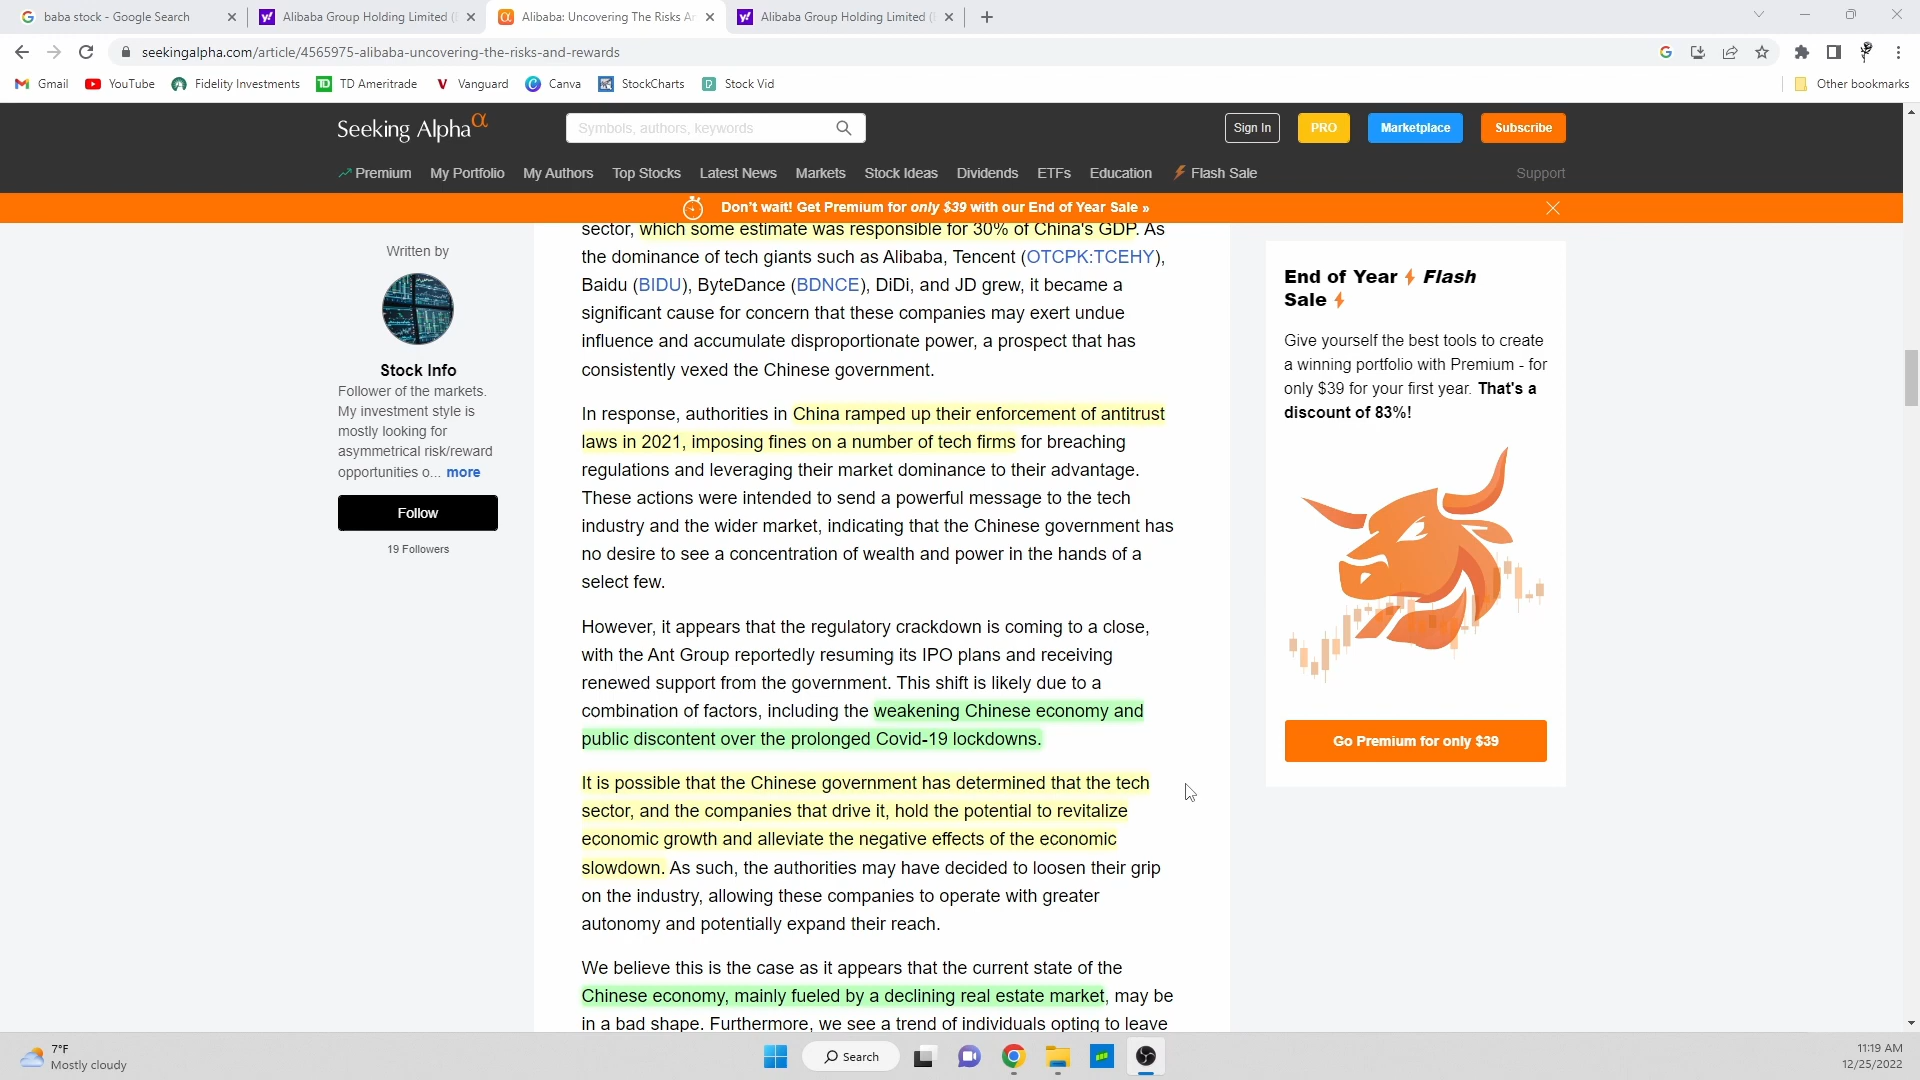 baba stock - Google Search
Alibaba Group Holding Limited (
Alibaba: Uncovering The Risks Ar
Alibaba Group Holding Limited (
seekingalpha.com/article/4565975-alibaba-uncovering-the-risks-and-rewards
Gmail
YouTube
Fidelity Investments
TD Ameritrade
Vanguard
Canva
StockCharts
Stock Vid
Other bookmarks
Seeking Alpha α
Symbols, authors, keywords
Sign In
PRO
Marketplace
Subscribe
Premium
My Portfolio
My Authors
Top Stocks
Latest News
Markets
Stock Ideas
Dividends
ETFs
Education
Flash Sale
Support
Don't wait! Get Premium for only $39 with our End of Year Sale »
Written by
Stock Info
Follower of the markets.
My investment style is
mostly looking for
asymmetrical risk/reward
opportunities o... more
Follow
19 Followers
sector, which some estimate was responsible for 30% of China's GDP. As
the dominance of tech giants such as Alibaba, Tencent (OTCPK:TCEHY),
Baidu (BIDU), ByteDance (BDNCE), DiDi, and JD grew, it became a
significant cause for concern that these companies may exert undue
influence and accumulate disproportionate power, a prospect that has
consistently vexed the Chinese government.
In response, authorities in China ramped up their enforcement of antitrust
laws in 2021, imposing fines on a number of tech firms for breaching
regulations and leveraging their market dominance to their advantage.
These actions were intended to send a powerful message to the tech
industry and the wider market, indicating that the Chinese government has
no desire to see a concentration of wealth and power in the hands of a
select few.
However, it appears that the regulatory crackdown is coming to a close,
with the Ant Group reportedly resuming its IPO plans and receiving
renewed support from the government. This shift is likely due to a
combination of factors, including the weakening Chinese economy and
public discontent over the prolonged Covid-19 lockdowns.
It is possible that the Chinese government has determined that the tech
sector, and the companies that drive it, hold the potential to revitalize
economic growth and alleviate the negative effects of the economic
slowdown. As such, the authorities may have decided to loosen their grip
on the industry, allowing these companies to operate with greater
autonomy and potentially expand their reach.
We believe this is the case as it appears that the current state of the
Chinese economy, mainly fueled by a declining real estate market, may be
in a bad shape. Furthermore, we see a trend of individuals opting to leave
End of Year Flash
Sale
Give yourself the best tools to create
a winning portfolio with Premium - for
only $39 for your first year. That's a
discount of 83%!
Go Premium for only $39
7°F
Mostly cloudy
Search
11:19 AM
12/25/2022